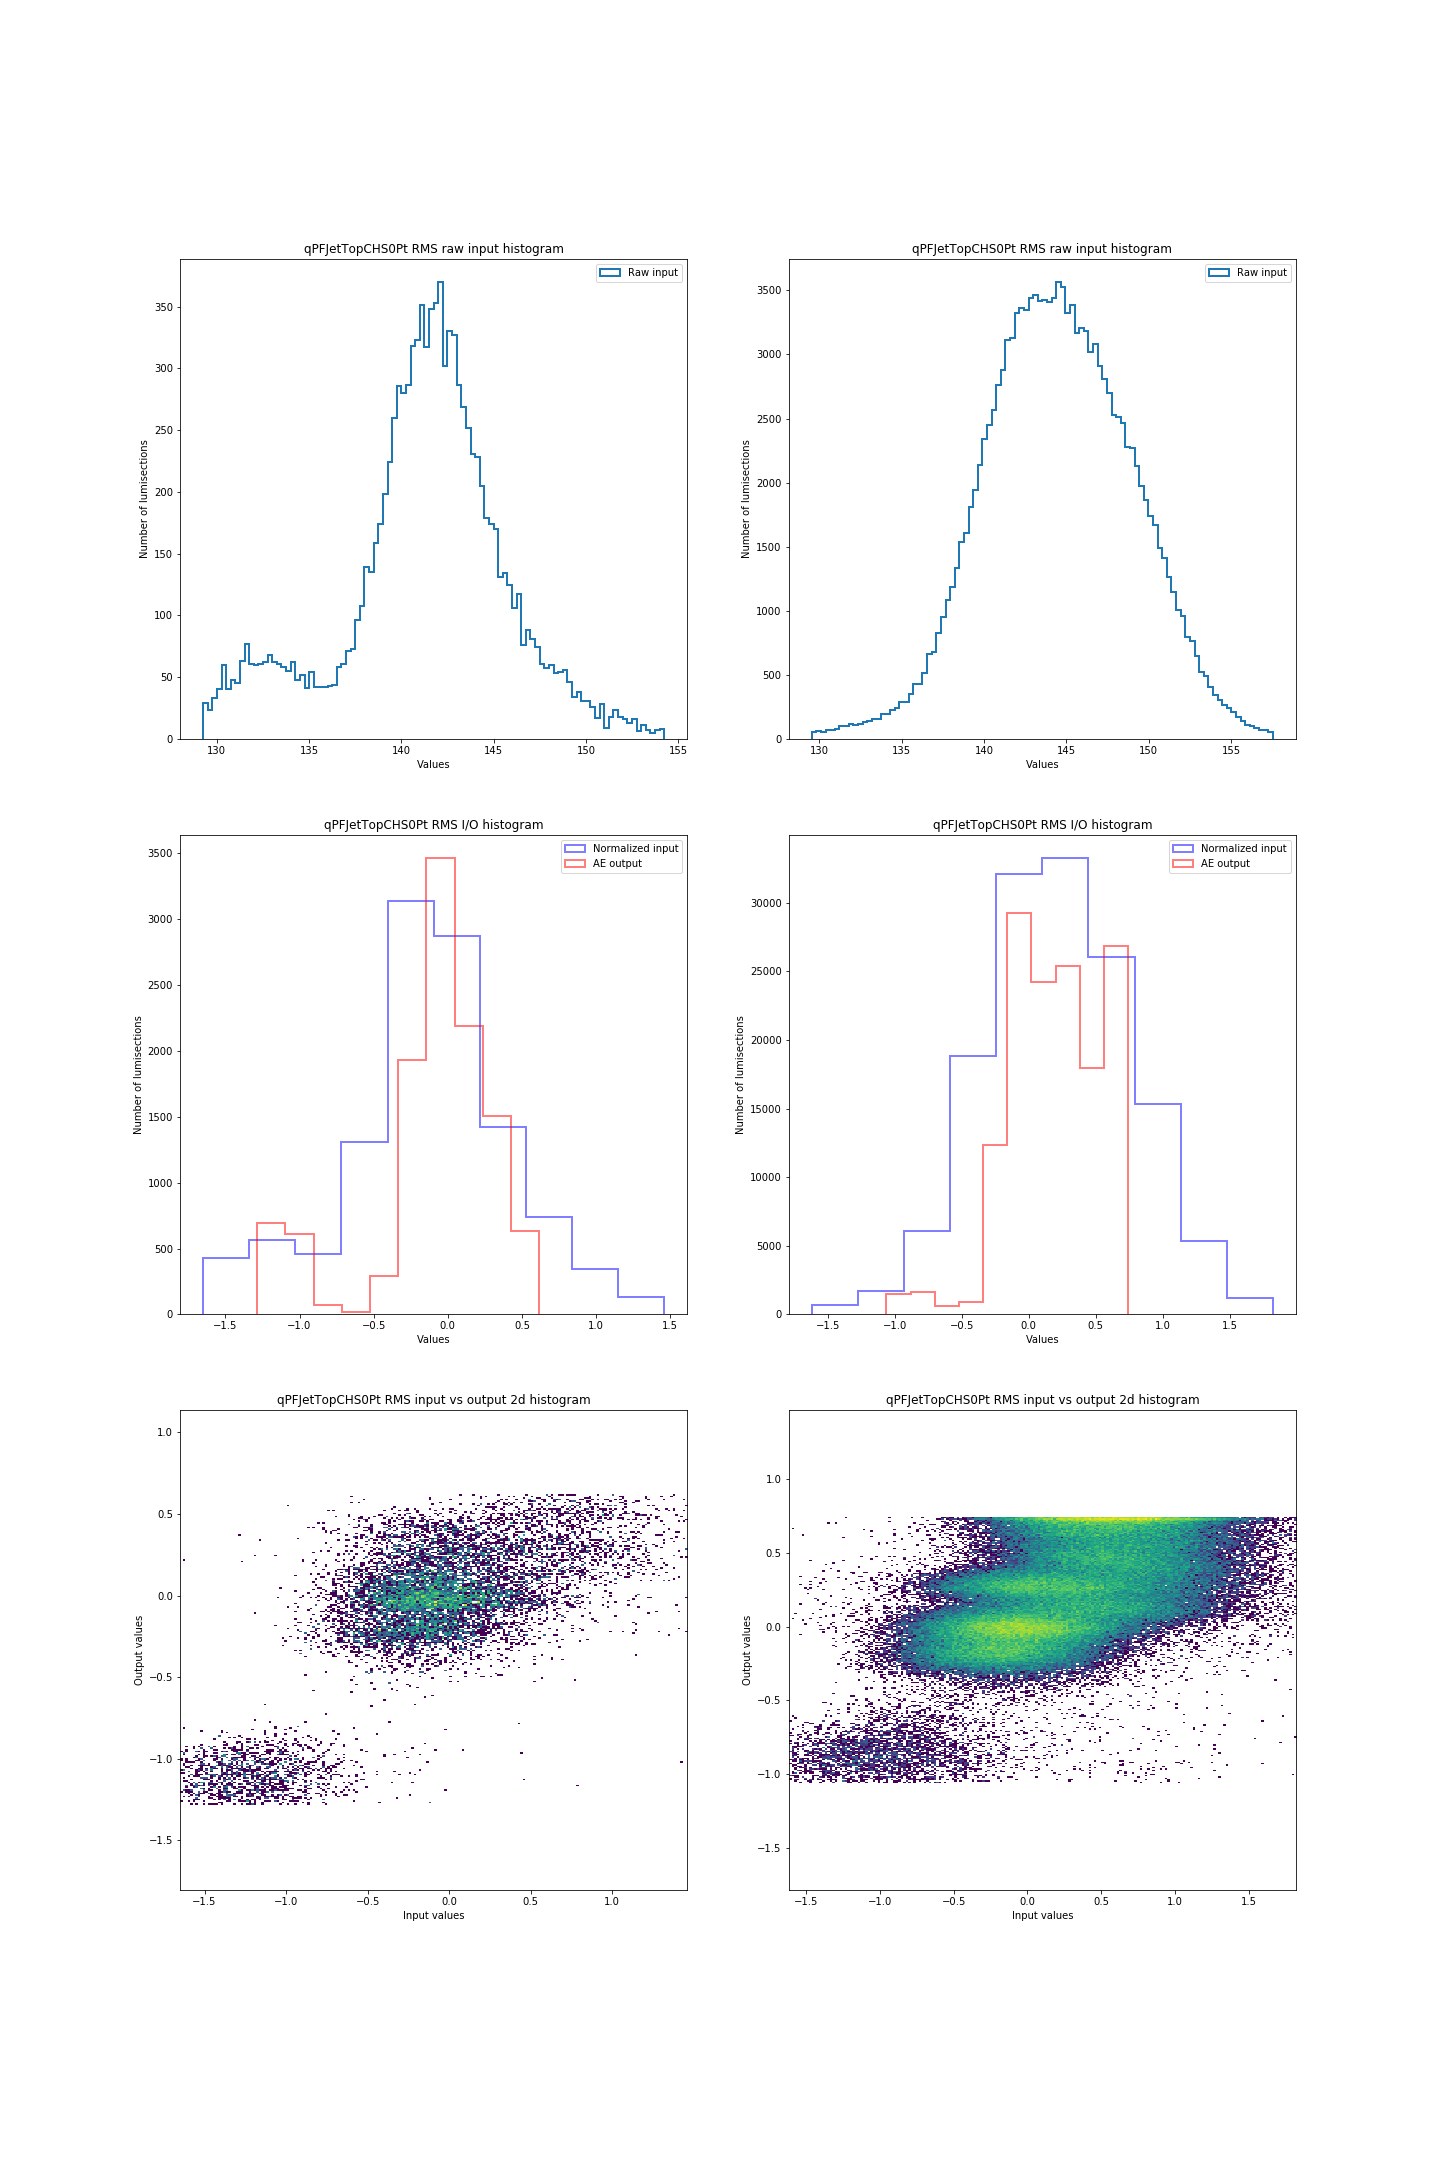 qPFJetTopCHS0Pt RMS raw input histogram
Raw input
350
300
250
200
150
100
50
0
Number of lumisections
130 135 140 145 150 155
Values
qPFJetTopCHS0Pt RMS raw input histogram
Raw input
3500
3000
2500
2000
1500
1000
500
0
Number of lumisections
130 135 140 145 150 155
Values
qPFJetTopCHS0Pt RMS I/O histogram
Normalized input
AE output
3500
3000
2500
2000
1500
1000
500
0
Number of lumisections
−1.5 −1.0 −0.5 0.0 0.5 1.0 1.5
Values
qPFJetTopCHS0Pt RMS I/O histogram
Normalized input
AE output
30000
25000
20000
15000
10000
5000
0
Number of lumisections
−1.5 −1.0 −0.5 0.0 0.5 1.0 1.5
Values
qPFJetTopCHS0Pt RMS input vs output 2d histogram
1.0
0.5
0.0
−0.5
−1.0
−1.5
Output values
−1.5 −1.0 −0.5 0.0 0.5 1.0
Input values
qPFJetTopCHS0Pt RMS input vs output 2d histogram
1.0
0.5
0.0
−0.5
−1.0
−1.5
Output values
−1.5 −1.0 −0.5 0.0 0.5 1.0 1.5
Input values